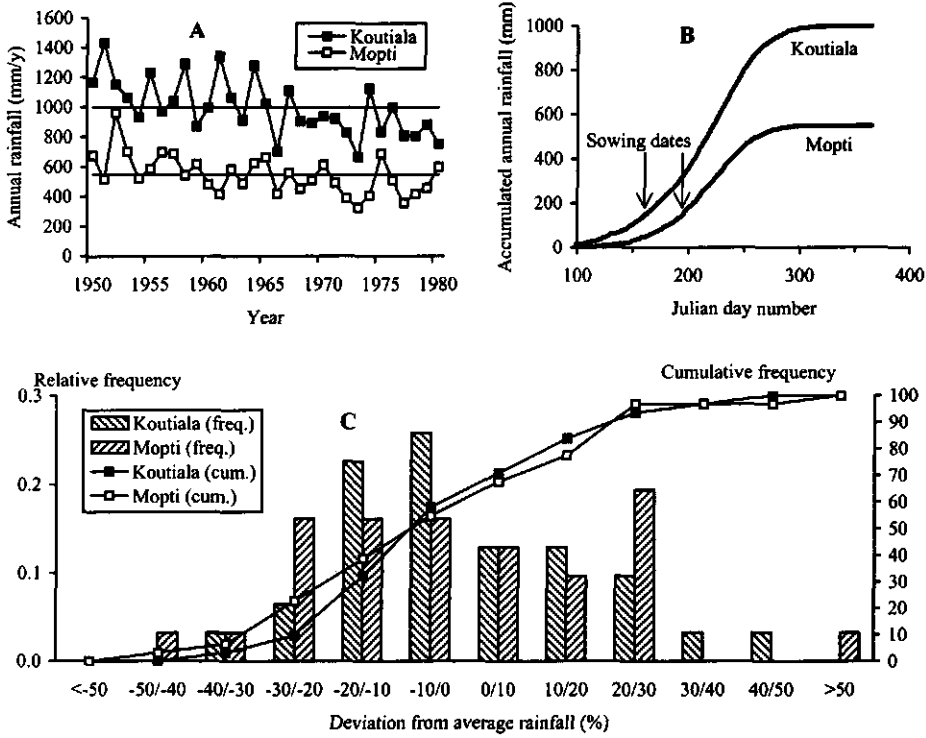 A
Annual rainfall (mm/y)
1600
1400
1200
1000
800
600
400
200
0
Koutiala
Mopti
1950 1955 1960 1965 1970 1975 1980
Year
B
Accumulated annual rainfall (mm)
1000
800
600
400
200
0
Koutiala
Sowing dates
Mopti
100 200 300 400
Julian day number
Relative frequency
Cumulative frequency
C
0.3
0.2
0.1
0.0
Koutiala (freq.)
Mopti (freq.)
Koutiala (cum.)
Mopti (cum.)
100
90
80
70
60
50
40
30
20
10
0
<-50 -50/-40 -40/-30 -30/-20 -20/-10 -10/0 0/10 10/20 20/30 30/40 40/50 >50
Deviation from average rainfall (%)